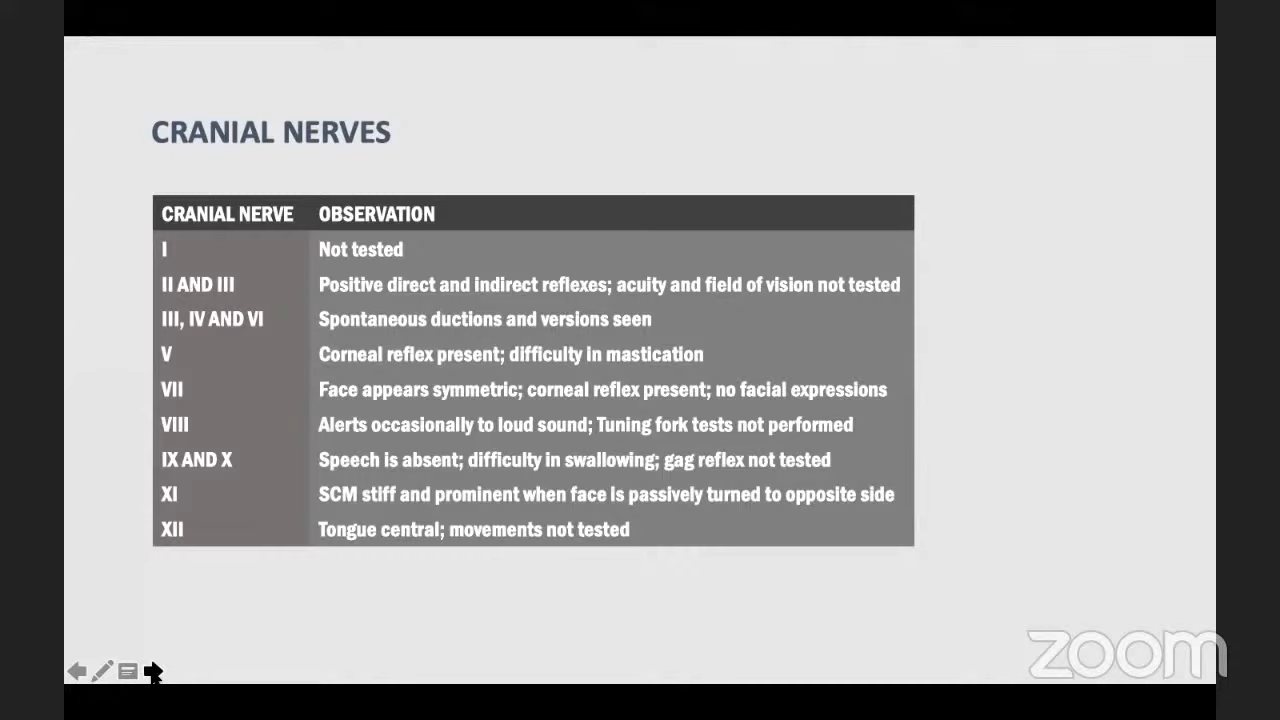 CRANIAL NERVES
CRANIAL NERVE OBSERVATION
I Not tested
II AND III Positive direct and indirect reflexes; acuity and field of vision not tested
III, IV AND VI Spontaneous ductions and versions seen
V Corneal reflex present; difficulty in mastication
VII Face appears symmetric; corneal reflex present; no facial expressions
VIII Alerts occasionally to loud sound; Tuning fork tests not performed
IX AND X Speech is absent; difficulty in swallowing; gag reflex not tested
XI SCM stiff and prominent when face is passively turned to opposite side
XII Tongue central; movements not tested
zoom